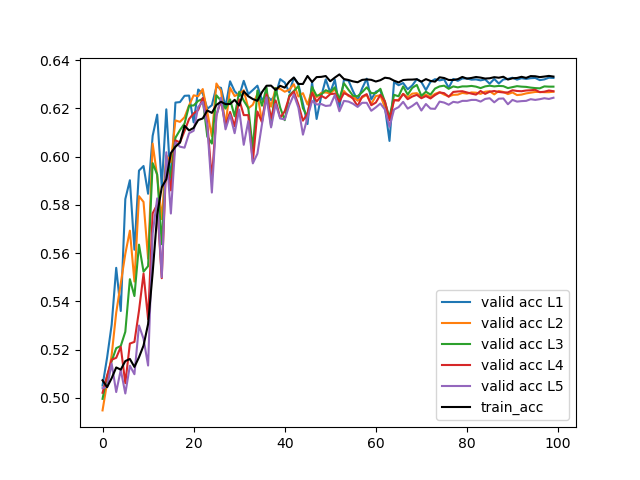 0.64
0.62
0.60
0.58
0.56
0.54
0.52
0.50
0
20
40
60
80
100
valid acc L1
valid acc L2
valid acc L3
valid acc L4
valid acc L5
train_acc